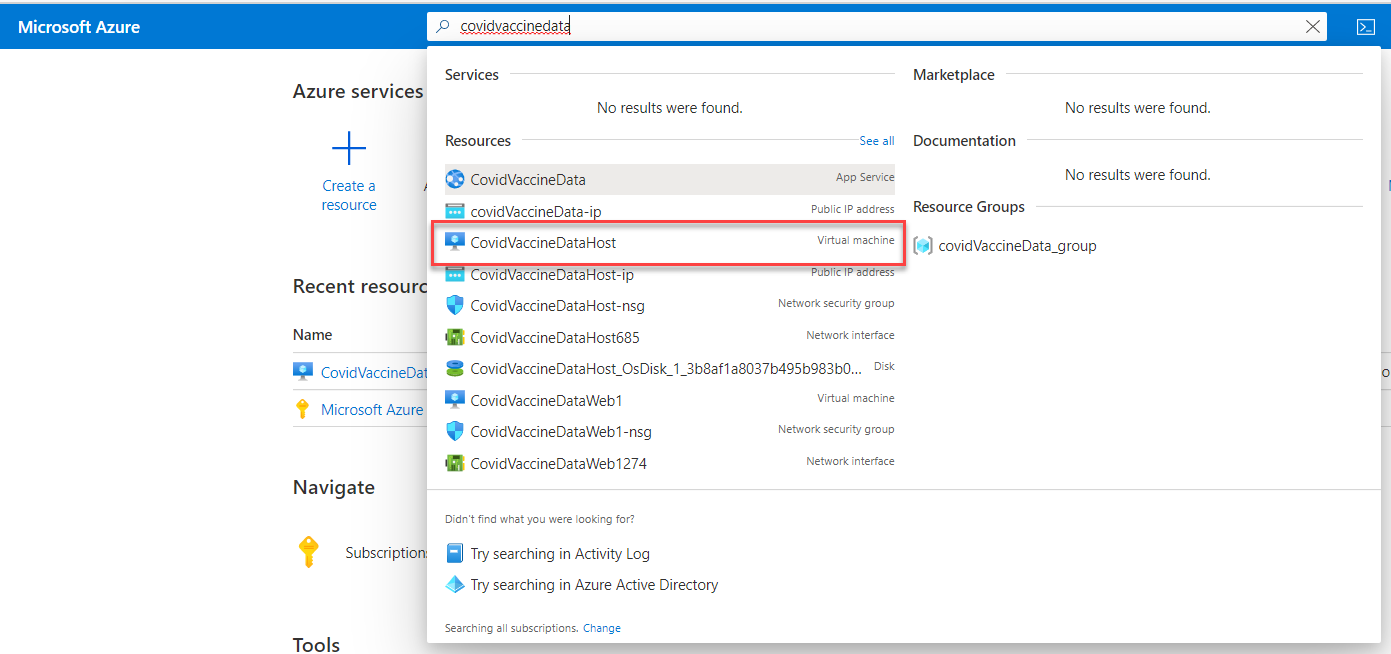 Microsoft Azure
covidvaccinedata
Azure services
Create a
resource
Recent resourc
Name
CovidVaccineDat
Microsoft Azure
Navigate
Subscriptions
Tools
Services
No results were found.
Resources
See all
CovidVaccineData App Service
covidVaccineData-ip Public IP address
CovidVaccineDataHost Virtual machine
CovidVaccineDataHost-ip Public IP address
CovidVaccineDataHost-nsg Network security group
CovidVaccineDataHost685 Network interface
CovidVaccineDataHost_OsDisk_1_3b8af1a8037b495b983b0... Disk
CovidVaccineDataWeb1 Virtual machine
CovidVaccineDataWeb1-nsg Network security group
CovidVaccineDataWeb1274 Network interface
Marketplace
No results were found.
Documentation
No results were found.
Resource Groups
covidVaccineData_group
Didn't find what you were looking for?
Try searching in Activity Log
Try searching in Azure Active Directory
Searching all subscriptions. Change